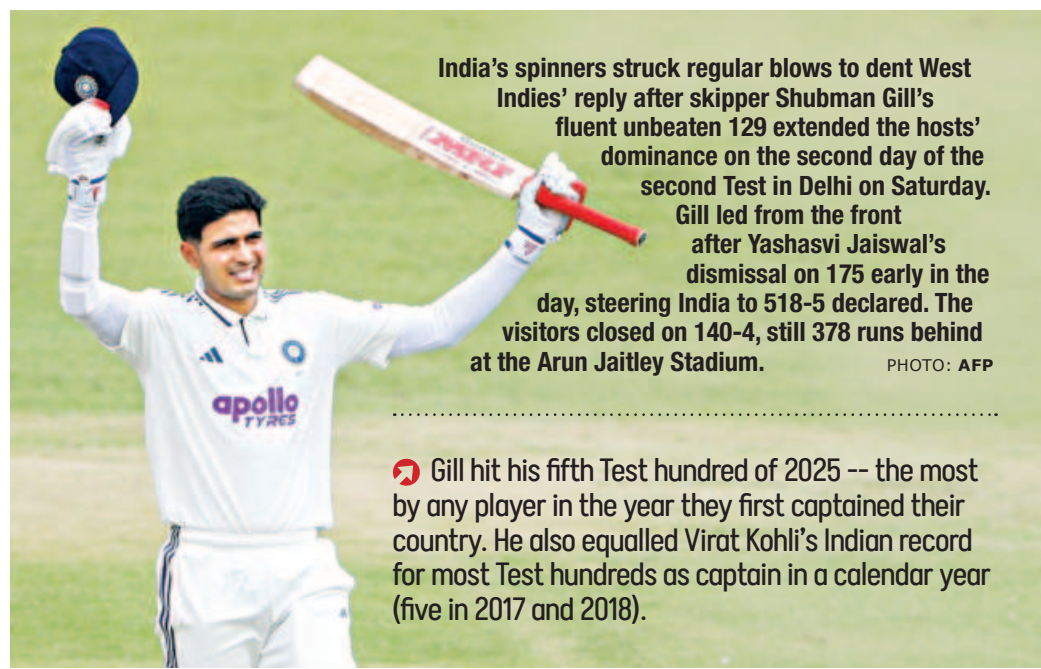 India's spinners struck regular blows to dent West
Indies' reply after skipper Shubman Gill's
fluent unbeaten 129 extended the hosts'
dominance on the second day of the
second Test in Delhi on Saturday.
Gill led from the front
after Yashasvi Jaiswal's
dismissal on 175 early in the
day, steering India to 518-5 declared. The
visitors closed on 140-4, still 378 runs behind
at the Arun Jaitley Stadium.
PHOTO: AFP
MRF
apollo
TYRES
Gill hit his fifth Test hundred of 2025 -- the most
by any player in the year they first captained their
country. He also equalled Virat Kohli's Indian record
for most Test hundreds as captain in a calendar year
(five in 2017 and 2018).